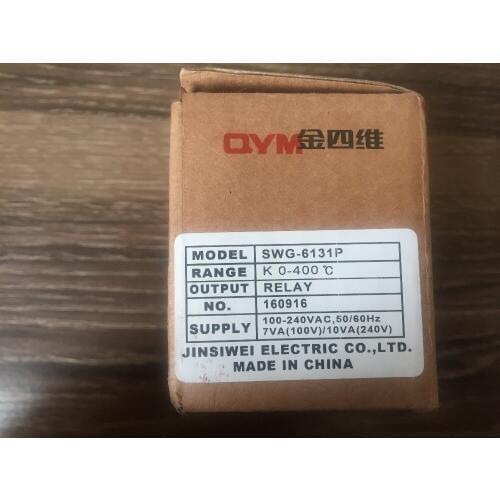 QYM金四维
MODEL SWG-6131P
RANGE K 0-400℃
OUTPUT RELAY
NO. 160916
SUPPLY 100-240VAC,50/60Hz
7VA(100V)/10VA(240V)
JINSIWEI ELECTRIC CO.,LTD.
MADE IN CHINA